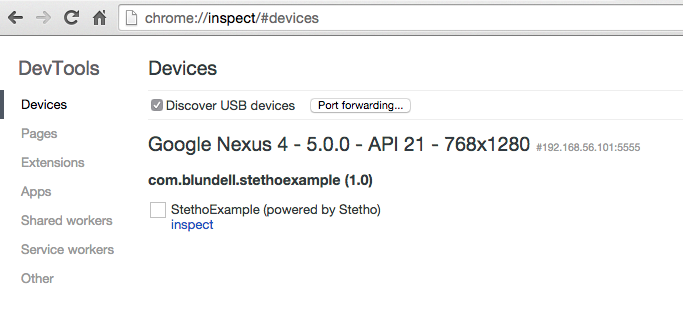 chrome://inspect/#devices
DevTools
Devices
Pages
Extensions
Apps
Shared workers
Service workers
Other
Devices
Discover USB devices Port forwarding...
Google Nexus 4 - 5.0.0 - API 21 - 768x1280 #192.168.56.101:5555
com.blundell.stethoexample (1.0)
StethoExample (powered by Stetho)
inspect